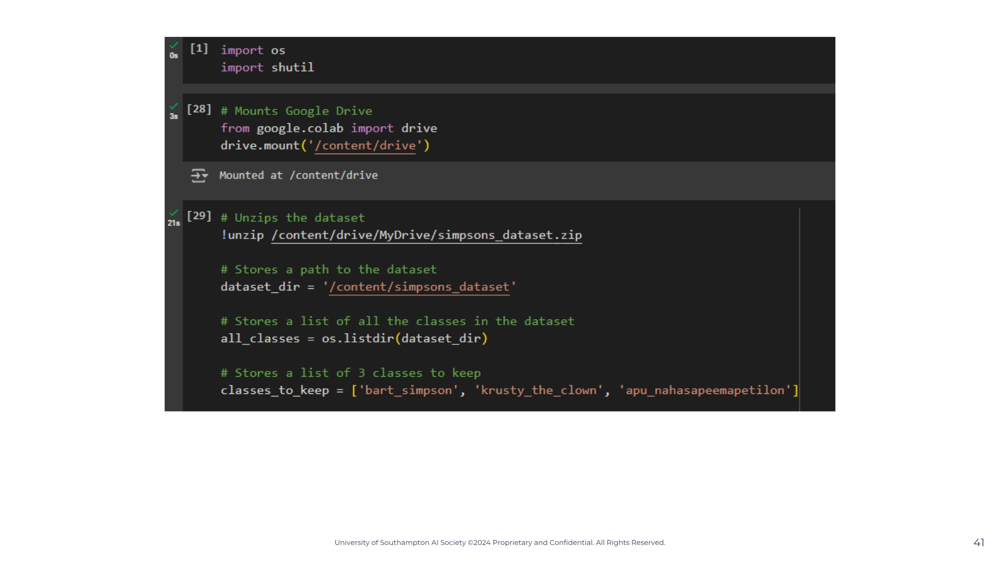 0s
[1] import os
import shutil
3s
[28] # Mounts Google Drive
from google.colab import drive
drive.mount('/content/drive')
Mounted at /content/drive
21s
[29] # Unzips the dataset
!unzip /content/drive/MyDrive/simpsons_dataset.zip
# Stores a path to the dataset
dataset_dir = '/content/simpsons_dataset'
# Stores a list of all the classes in the dataset
all_classes = os.listdir(dataset_dir)
# Stores a list of 3 classes to keep
classes_to_keep = ['bart_simpson', 'krusty_the_clown', 'apu_nahasapeemapetilon']
University of Southampton AI Society ©2024 Proprietary and Confidential. All Rights Reserved.
41